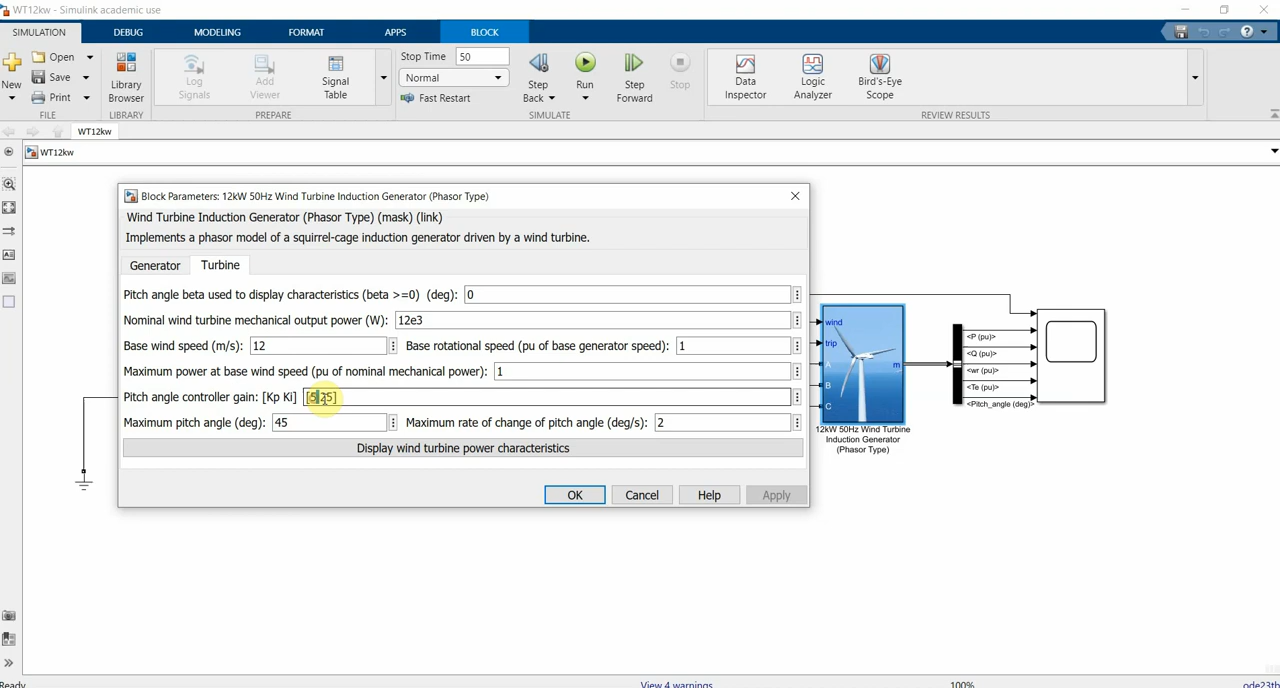 WT12kw - Simulink academic use
SIMULATION DEBUG MODELING FORMAT APPS BLOCK
New
Open
Save
Print
FILE
Library Browser
LIBRARY
Log Signals
Add Viewer
Signal Table
PREPARE
Stop Time 50
Normal
Fast Restart
Step Back
Run
Step Forward
Stop
SIMULATE
Data Inspector
Logic Analyzer
Bird's-Eye Scope
REVIEW RESULTS
WT12kw
WT12kw
Block Parameters: 12kW 50Hz Wind Turbine Induction Generator (Phasor Type)
Wind Turbine Induction Generator (Phasor Type) (mask) (link)
Implements a phasor model of a squirrel-cage induction generator driven by a wind turbine.
Generator Turbine
Pitch angle beta used to display characteristics (beta >=0) (deg): 0
Nominal wind turbine mechanical output power (W): 12e3
Base wind speed (m/s): 12 Base rotational speed (pu of base generator speed): 1
Maximum power at base wind speed (pu of nominal mechanical power): 1
Pitch angle controller gain: [Kp Ki] [5 25]
Maximum pitch angle (deg): 45 Maximum rate of change of pitch angle (deg/s): 2
Display wind turbine power characteristics
OK Cancel Help Apply
wind
trip
A
B
C
m
12kW 50Hz Wind Turbine
Induction Generator
(Phasor Type)
<P (pu)>
<Q (pu)>
<wr (pu)>
<Te (pu)>
<Pitch_angle (deg)>
Ready View 4 warnings 100% ode23tb